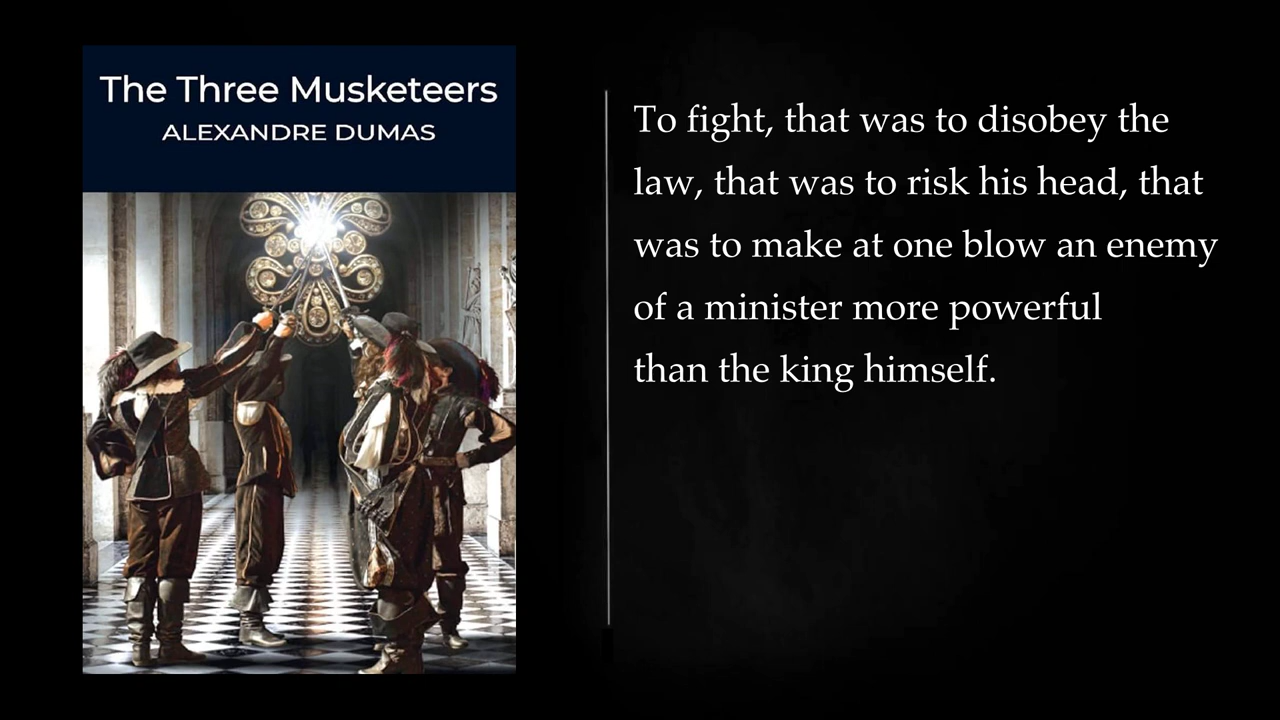 The Three Musketeers
ALEXANDRE DUMAS
To fight, that was to disobey the
law, that was to risk his head, that
was to make at one blow an enemy
of a minister more powerful
than the king himself.